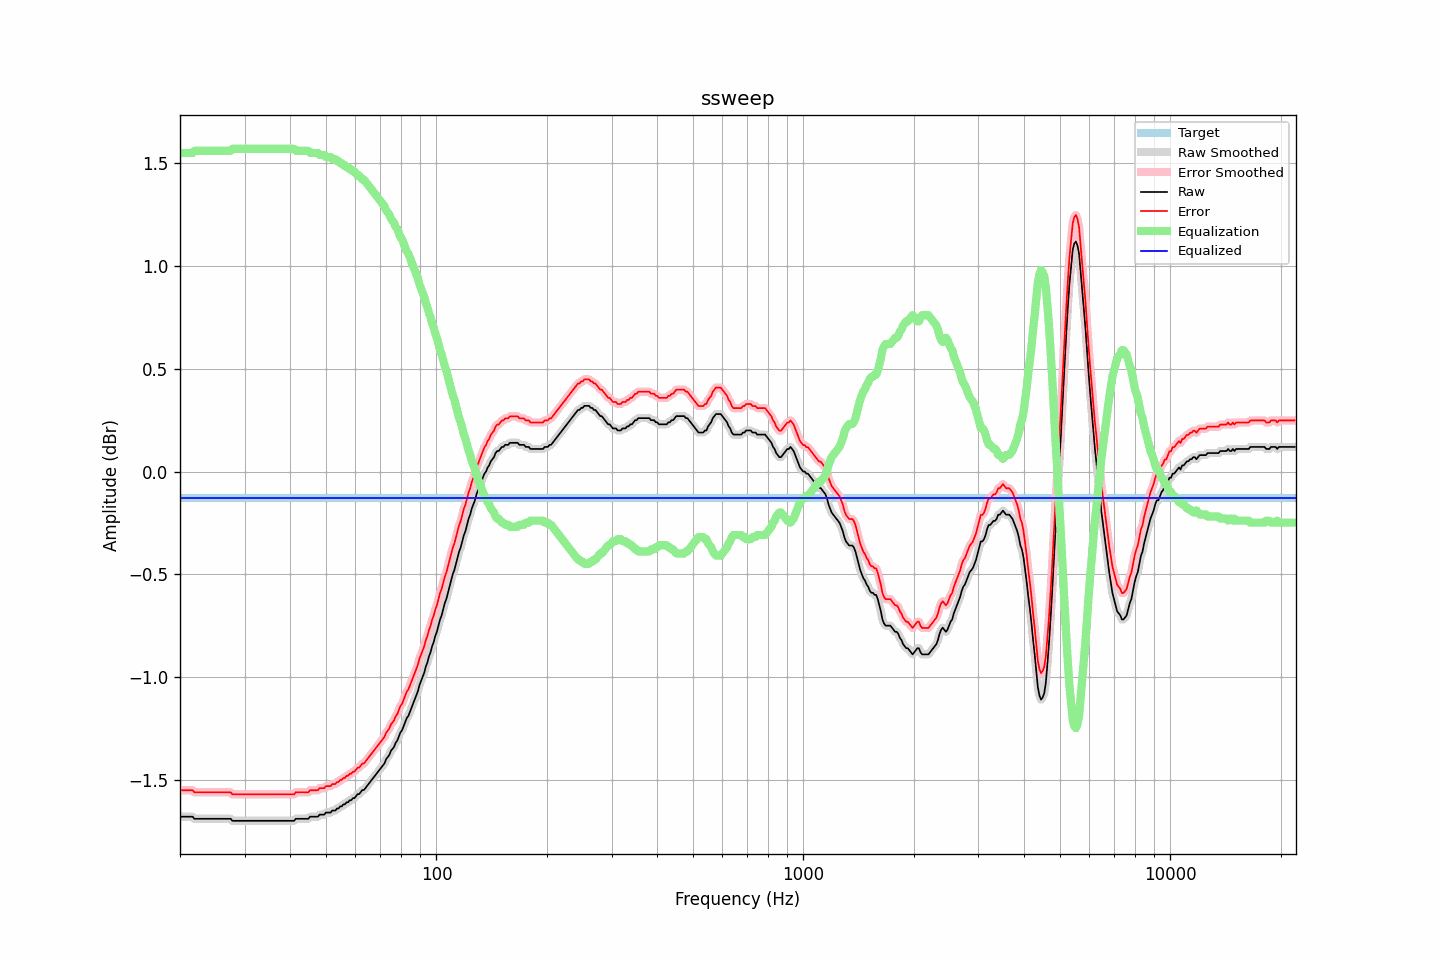 ssweep
Target
Raw Smoothed
Error Smoothed
Raw
Error
Equalization
Equalized
Amplitude (dBr)
1.5
1.0
0.5
0.0
−0.5
−1.0
−1.5
100
1000
10000
Frequency (Hz)